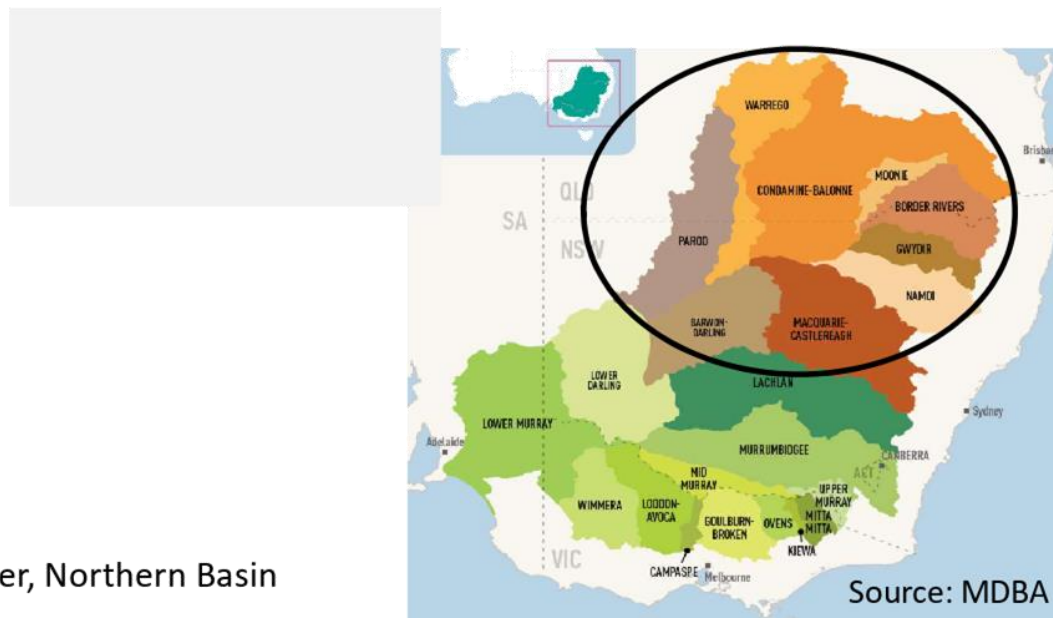 WARREGO
Brisba
MOONIE
CONDAMINE-BALONNE
QLD
BORDER RIVERS
SA
PAROO
NSW
GWYDIR
NAMOI
BARWON-
DARLING
MACQUARIE-
CASTLEREAGH
LOWER
DARLING
LACHLAN
Sydney
LOWER MURRAY
Adelaide
MURRUMBIDGEE
CANBERRA
ACT
MID
MURRAY
UPPER
MURRAY
WIMMERA
LODDON-
AVOCA
GOULBURN-
BROKEN
OVENS
MITTA
MITTA
KIEWA
VIC
CAMPASPE
Melbourne
er, Northern Basin
Source: MDBA